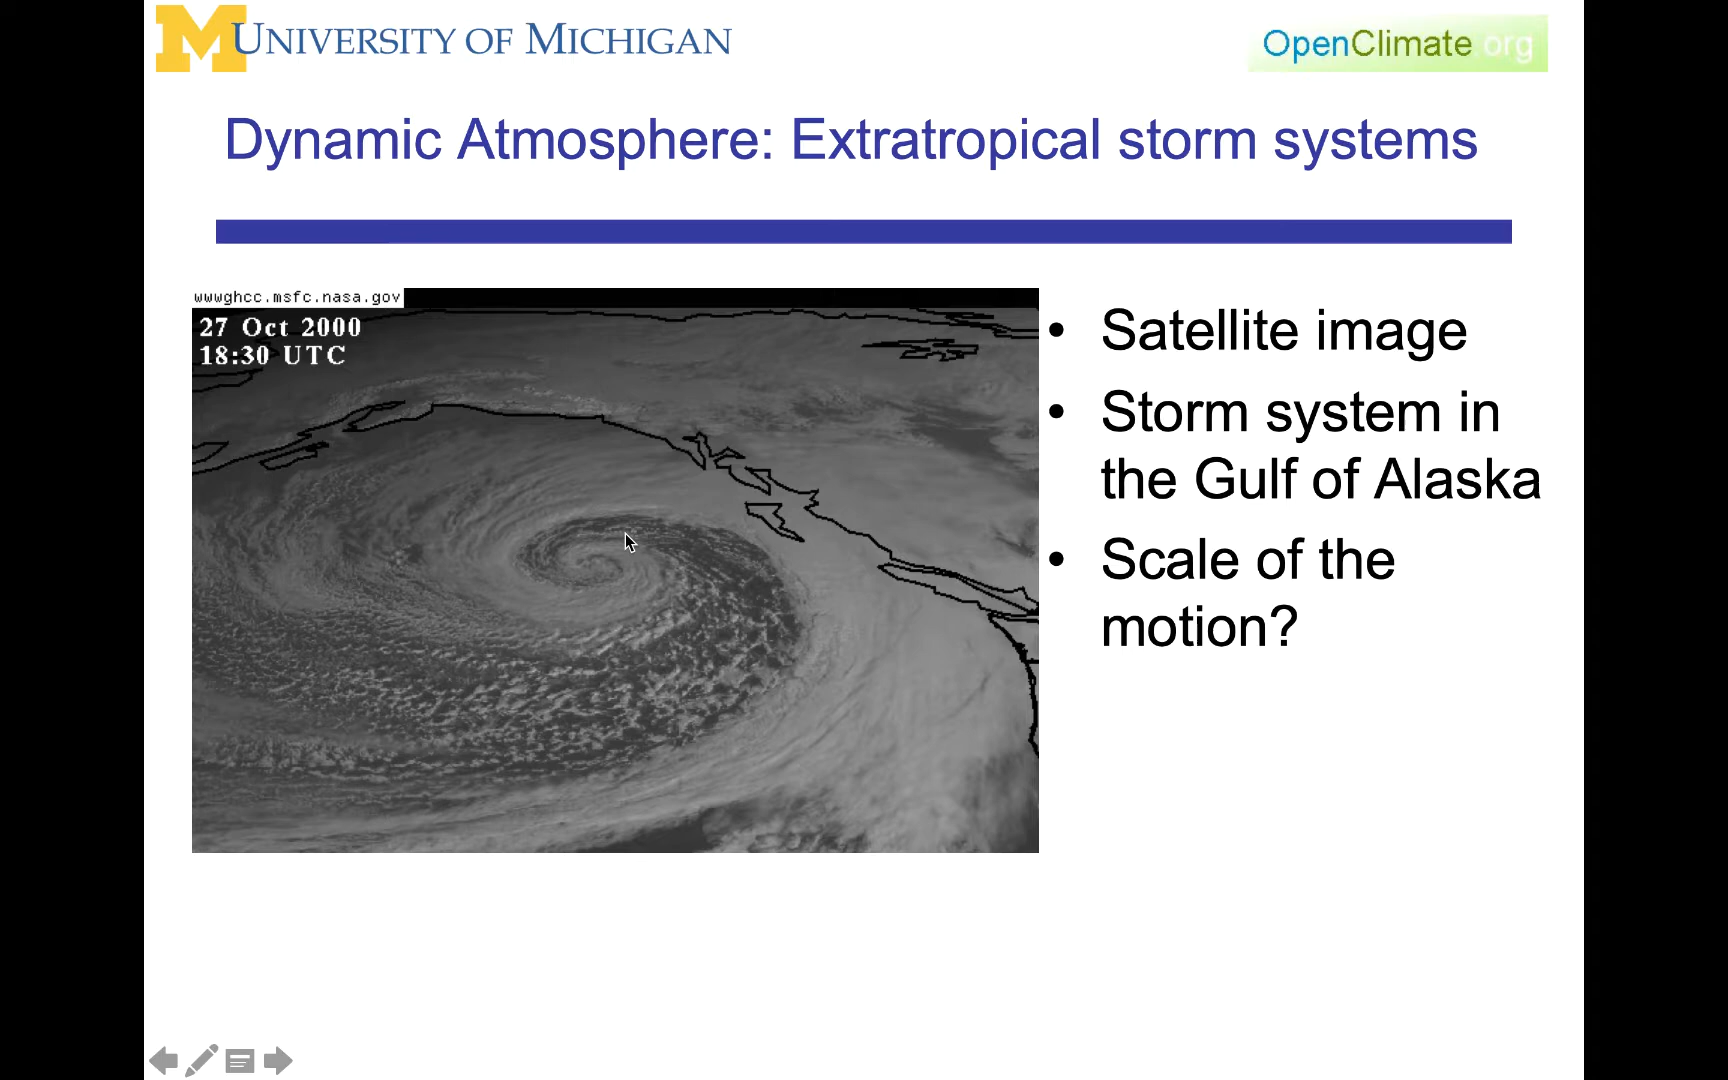 UNIVERSITY OF MICHIGAN
OpenClimate.org
Dynamic Atmosphere: Extratropical storm systems
wwwghcc.msfc.nasa.gov
27 Oct 2000
18:30 UTC
• Satellite image
• Storm system in
the Gulf of Alaska
• Scale of the
motion?